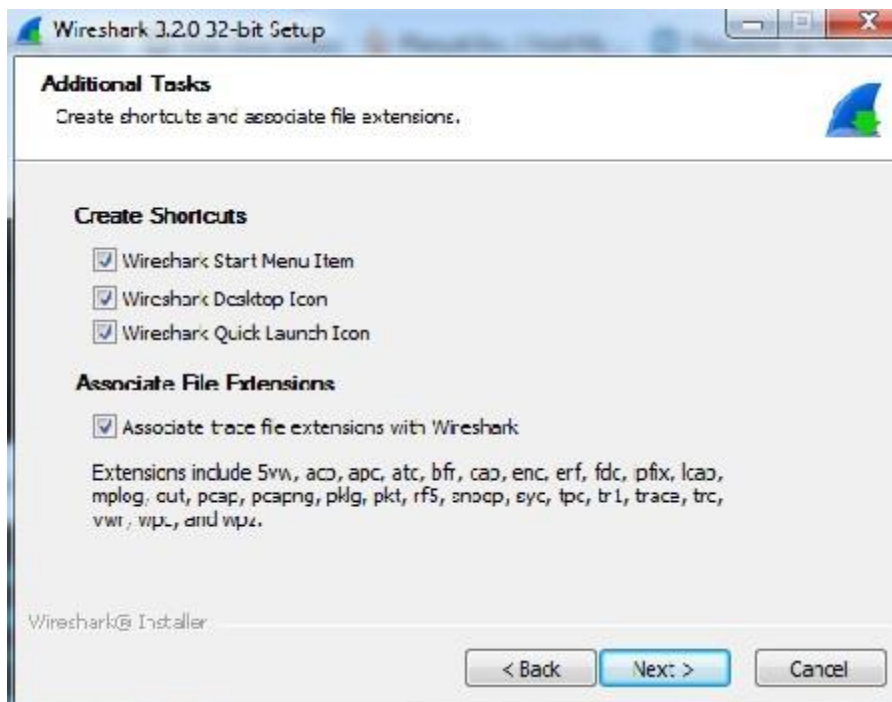 Wireshark 3.2.0 32-bit Setup
Additional Tasks
Create shortcuts and associate file extensions.
Create Shortcuts
Wireshark Start Menu Item
Wireshark Desktop Icon
Wireshark Quick Launch Icon
Associate File Extensions
Associate trace file extensions with Wireshark
Extensions include 5vw, acp, apc, atc, bfr, cap, enc, erf, fdc, ipfix, lcap,
mplog, out, pcap, pcapng, pklg, pkt, rf5, snoop, syc, tpc, tr1, trace, trc,
vwr, wpc, and wpz.
Wireshark® Installer
< Back
Next >
Cancel